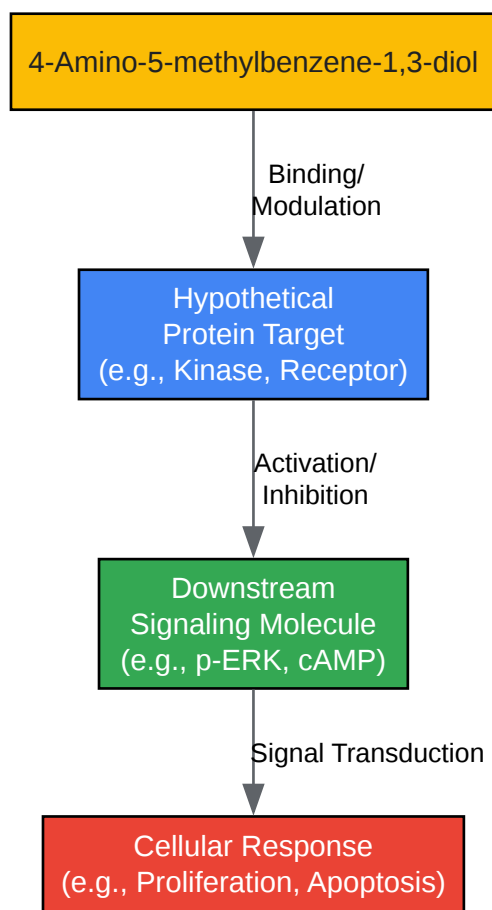 4-Amino-5-methylbenzene-1,3-diol
Binding/
Modulation
Hypothetical
Protein Target
(e.g., Kinase, Receptor)
Activation/
Inhibition
Downstream
Signaling Molecule
(e.g., p-ERK, cAMP)
Signal Transduction
Cellular Response
(e.g., Proliferation, Apoptosis)